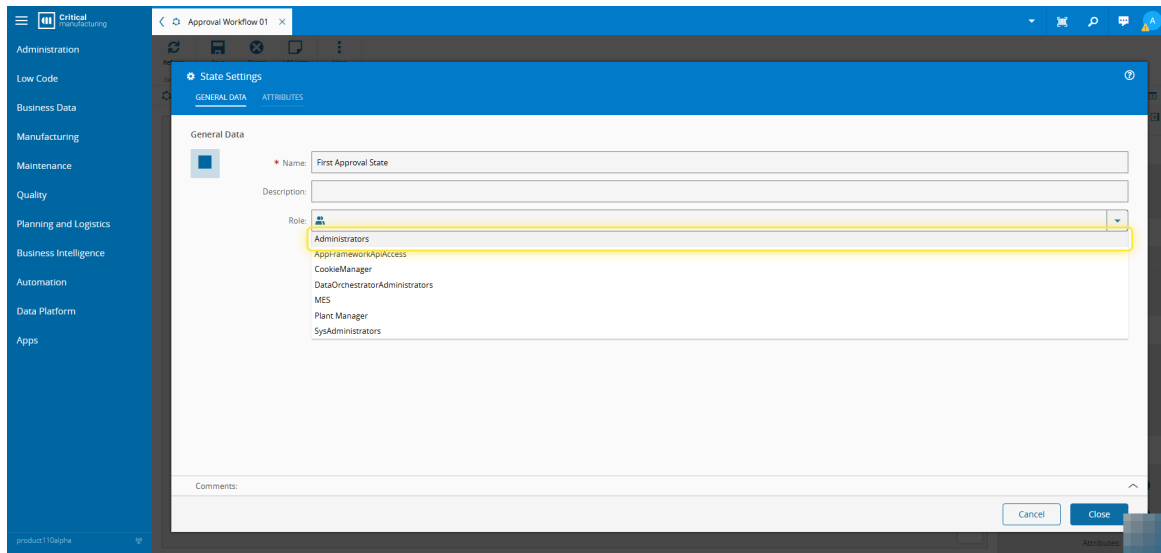 Critical
manufacturing
Approval Workflow 01
A
Administration
Low Code
Business Data
Manufacturing
Maintenance
Quality
Planning and Logistics
Business Intelligence
Automation
Data Platform
Apps
product110alpha
State Settings
GENERAL DATA ATTRIBUTES
General Data
* Name: First Approval State
Description:
Role:
Administrators
AppFrameworkApiAccess
CookieManager
DataOrchestratorAdministrators
MES
Plant Manager
SysAdministrators
Comments:
Cancel Close
Attributes: